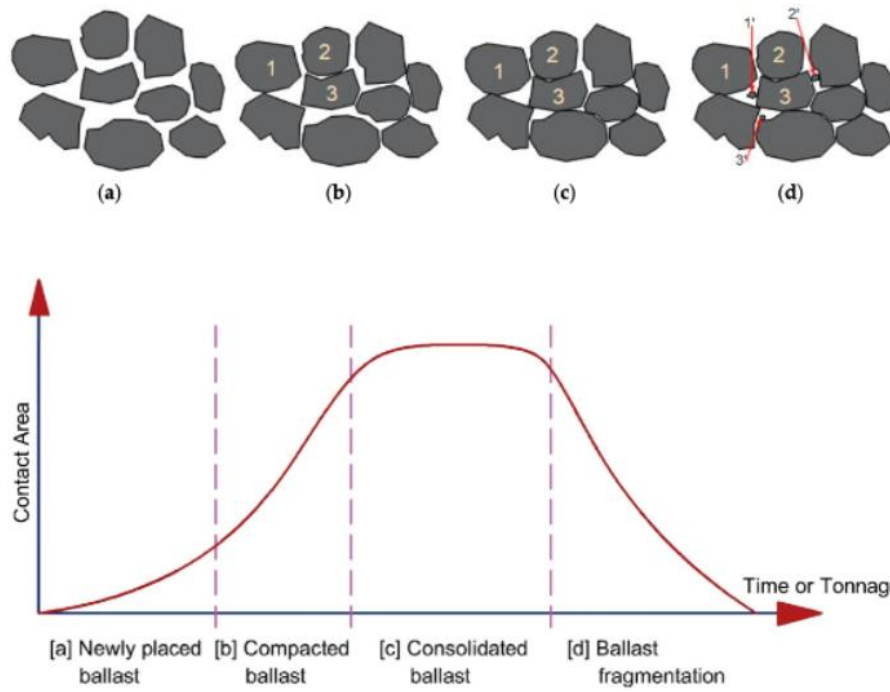 1'
2'
1 2 3
1 2 3
1 2 3
(a) (b) (c) (d)
3'
Contact Area
Time or Tonnag
[a] Newly placed ballast
[b] Compacted ballast
[c] Consolidated ballast
[d] Ballast fragmentation